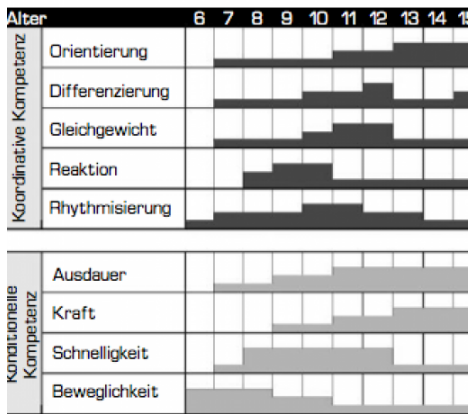 Alter 6 7 8 9 10 11 12 13 14 15
Koordinative Kompetenz
Orientierung
Differenzierung
Gleichgewicht
Reaktion
Rhythmisierung
Konditionelle
Kompetenz
Ausdauer
Kraft
Schnelligkeit
Beweglichkeit